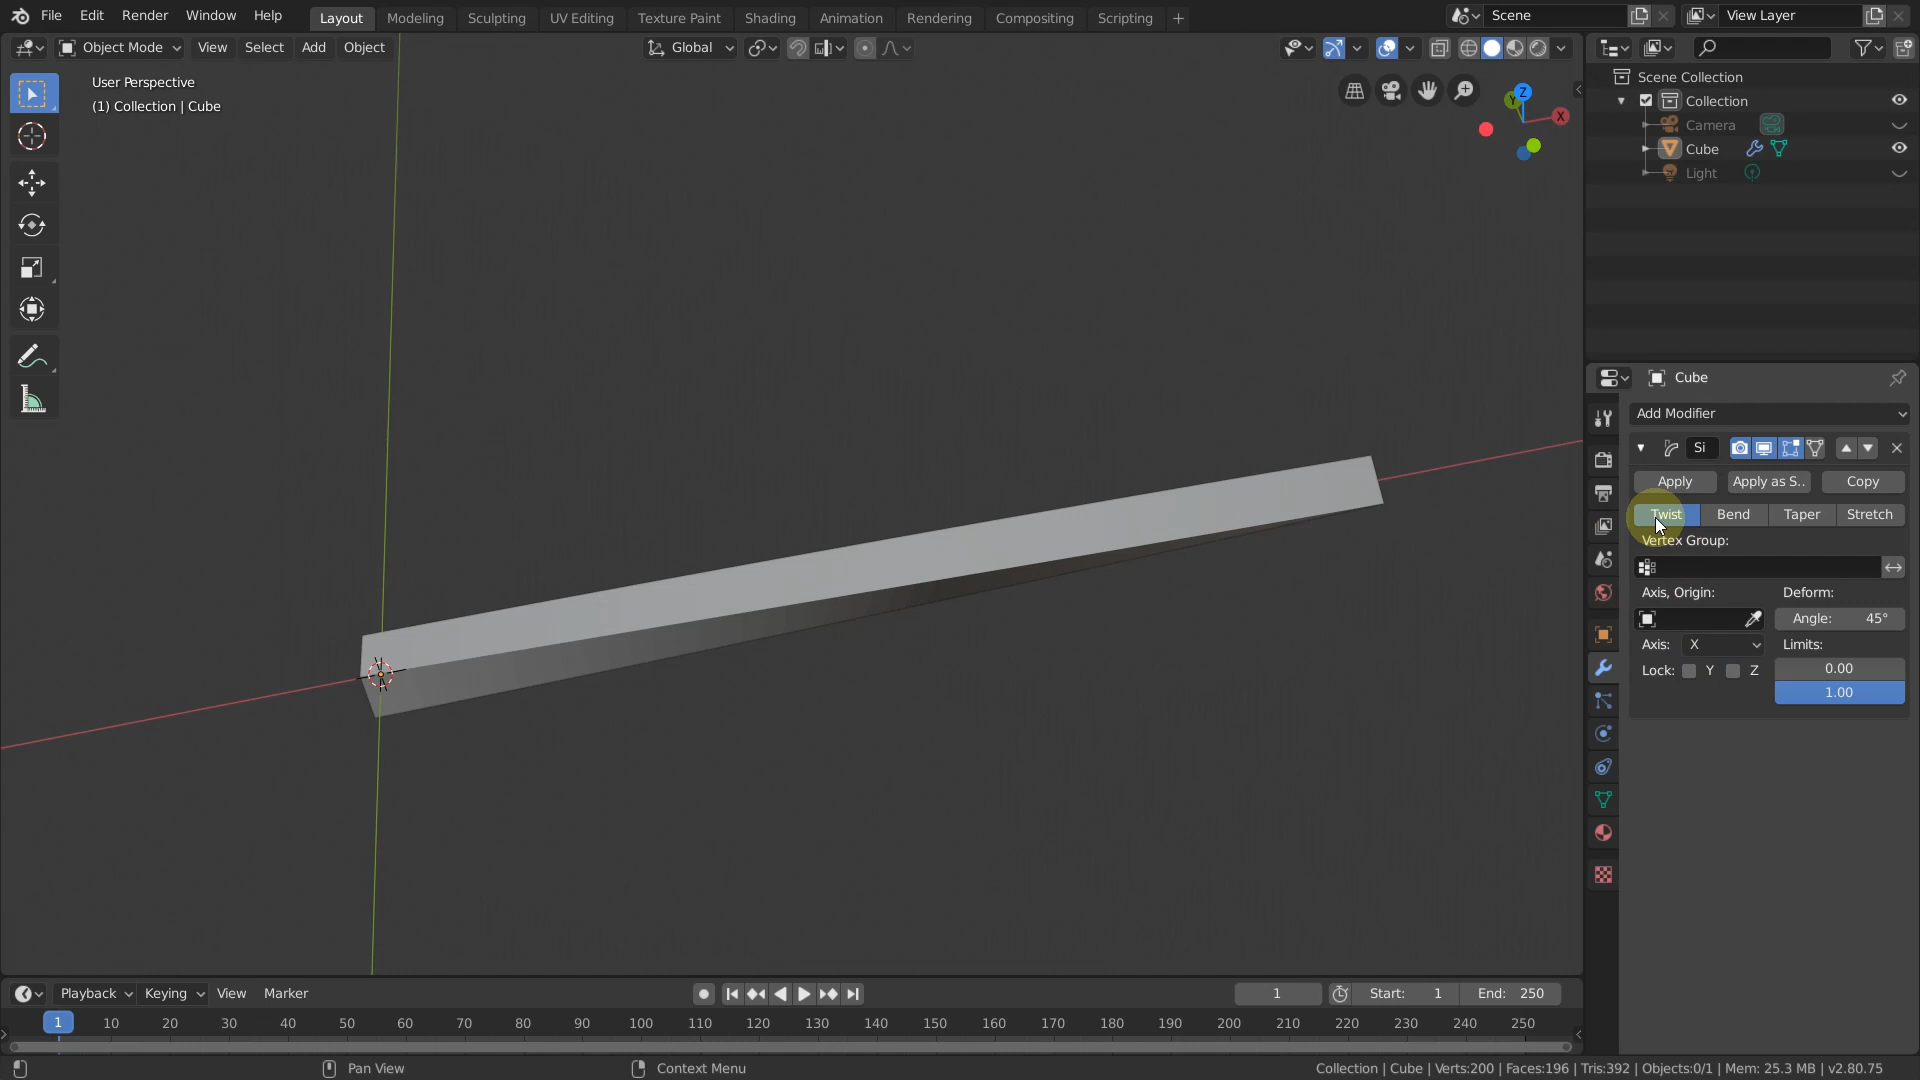 File Edit Render Window Help Layout Modeling Sculpting UV Editing Texture Paint Shading Animation Rendering Compositing Scripting + Scene View Layer
Object Mode View Select Add Object Global
User Perspective
(1) Collection | Cube
Z
Y
X
Scene Collection
Collection
Camera
Cube
Light
Cube
Add Modifier
Si
Apply Apply as S.. Copy
Twist Bend Taper Stretch
Vertex Group:
Axis, Origin: Deform:
Angle: 45°
Axis: X Limits:
Lock: Y Z 0.00
1.00
Playback Keying View Marker 1 Start: 1 End: 250
1 10 20 30 40 50 60 70 80 90 100 110 120 130 140 150 160 170 180 190 200 210 220 230 240 250
Pan View Context Menu Collection | Cube | Verts:200 | Faces:196 | Tris:392 | Objects:0/1 | Mem: 25.3 MB | v2.80.75